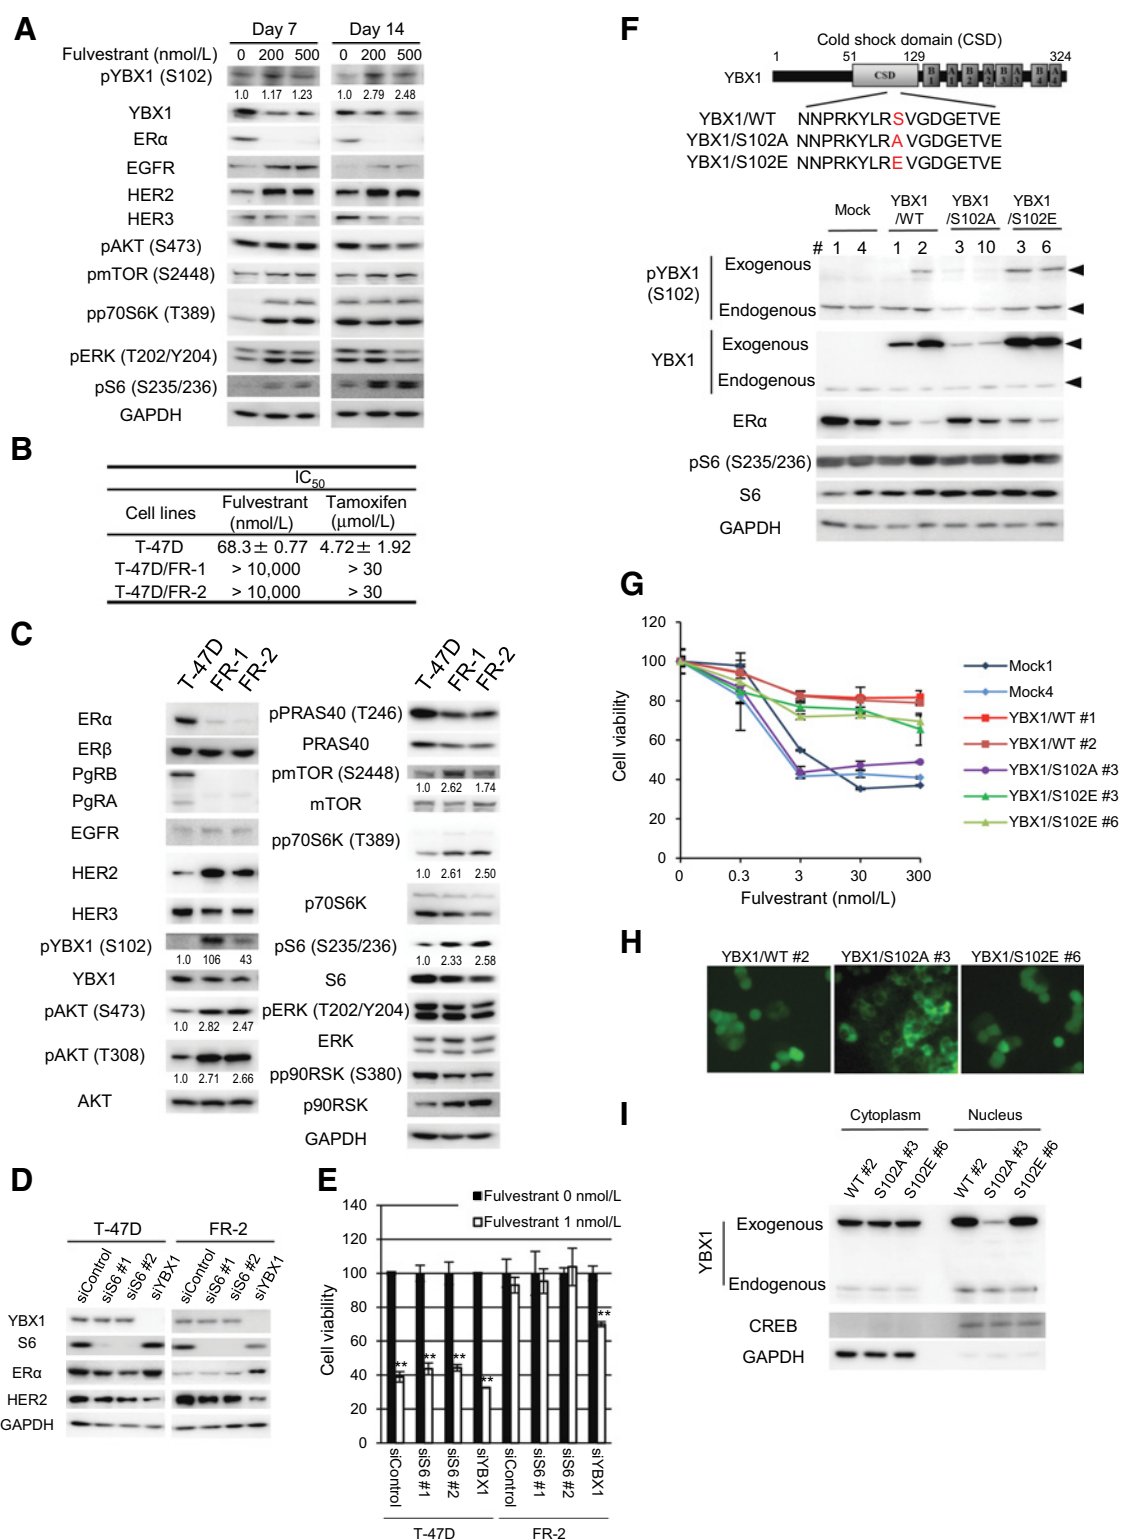 A
Day 7
Day 14
Fulvestrant (nmol/L)
0 200 500 0 200 500
pYBX1 (S102)
1.0 1.17 1.23 1.0 2.79 2.48
YBX1
ERα
EGFR
HER2
HER3
pAKT (S473)
pmTOR (S2448)
pp70S6K (T389)
pERK (T202/Y204)
pS6 (S235/236)
GAPDH
B
IC50
Cell lines
Fulvestrant (nmol/L)
Tamoxifen (μmol/L)
T-47D 68.3 ± 0.77 4.72 ± 1.92
T-47D/FR-1 > 10,000 > 30
T-47D/FR-2 > 10,000 > 30
C
T-47D FR-1 FR-2
ERα
ERβ
PgRB
PgRA
EGFR
HER2
HER3
pYBX1 (S102)
1.0 106 43
YBX1
pAKT (S473)
1.0 2.82 2.47
pAKT (T308)
1.0 2.71 2.66
AKT
T-47D FR-1 FR-2
pPRAS40 (T246)
PRAS40
pmTOR (S2448)
1.0 2.62 1.74
mTOR
pp70S6K (T389)
1.0 2.61 2.50
p70S6K
pS6 (S235/236)
1.0 2.33 2.58
S6
pERK (T202/Y204)
ERK
pp90RSK (S380)
p90RSK
GAPDH
D
T-47D
FR-2
siControl siS6 #1 siS6 #2 siYBX1 siControl siS6 #1 siS6 #2 siYBX1
YBX1
S6
ERα
HER2
GAPDH
E
Fulvestrant 0 nmol/L
Fulvestrant 1 nmol/L
Cell viability
140
120
100
80
60
40
20
0
** ** ** ** **
siControl siS6 #1 siS6 #2 siYBX1 siControl siS6 #1 siS6 #2 siYBX1
T-47D
FR-2
F
Cold shock domain (CSD)
1 51 129 324
YBX1
CSD B1 A1 B2 A2 B3 A3 B4 A4
YBX1/WT NNPRKYLRSVGDGETVE
YBX1/S102A NNPRKYLRAVGDGETVE
YBX1/S102E NNPRKYLREVGDGETVE
Mock
YBX1 /WT
YBX1 /S102A
YBX1 /S102E
# 1 4 1 2 3 10 3 6
pYBX1 (S102)
Exogenous
Endogenous
YBX1
Exogenous
Endogenous
ERα
pS6 (S235/236)
S6
GAPDH
G
Cell viability
120
100
80
60
40
20
0
0 0.3 3 30 300
Fulvestrant (nmol/L)
Mock1
Mock4
YBX1/WT #1
YBX1/WT #2
YBX1/S102A #3
YBX1/S102E #3
YBX1/S102E #6
H
YBX1/WT #2 YBX1/S102A #3 YBX1/S102E #6
I
Cytoplasm
Nucleus
WT #2 S102A #3 S102E #6 WT #2 S102A #3 S102E #6
YBX1
Exogenous
Endogenous
CREB
GAPDH